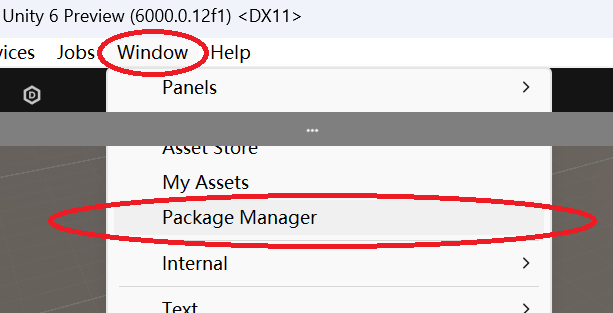 Unity 6 Preview (6000.0.12f1) <DX11>
vices Jobs Window Help
Panels
...
Asset Store
My Assets
Package Manager
Internal
Text